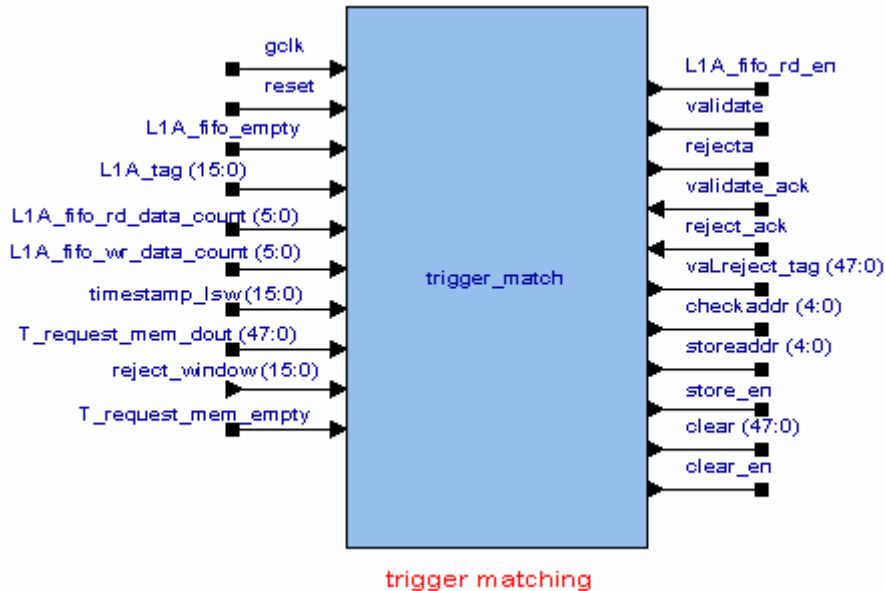 gclk
reset
L1A_fifo_empty
L1A_tag (15:0)
L1A_fifo_rd_data_count (5:0)
L1A_fifo_wr_data_count (5:0)
timestamp_lsw (15:0)
T_request_mem_dout (47:0)
reject_window (15:0)
T_request_mem_empty
trigger_match
L1A_fifo_rd_en
validate
rejecta
validate_ack
reject_ack
val_reject_tag (47:0)
checkaddr (4:0)
storeaddr (4:0)
store_en
clear (47:0)
clear_en
trigger matching